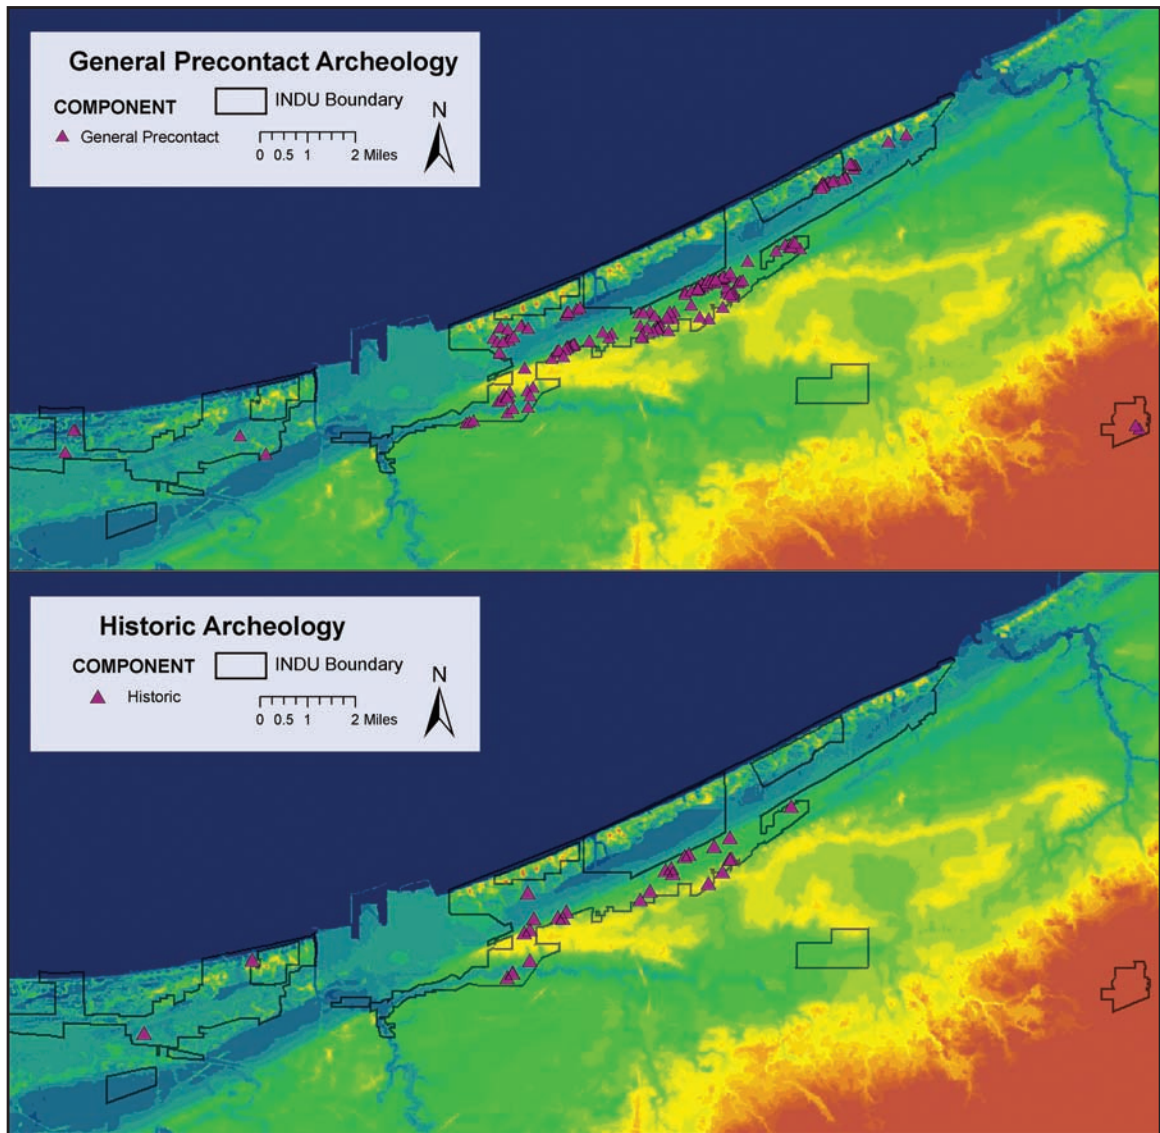 General Precontact Archeology
COMPONENT INDU Boundary
General Precontact
N
0 0.5 1 2 Miles
Historic Archeology
COMPONENT INDU Boundary
Historic
N
0 0.5 1 2 Miles